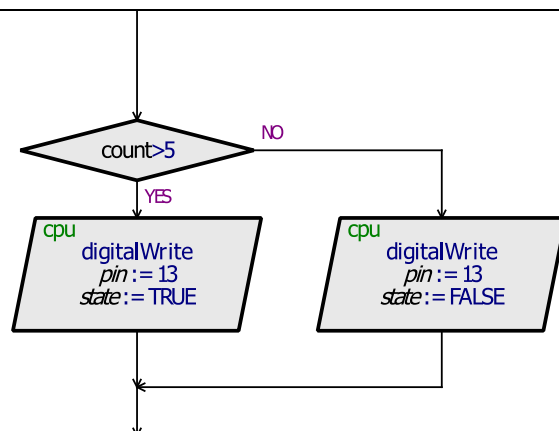 NO
count>5
YES
cpu
digitalWrite
pin := 13
state := TRUE
cpu
digitalWrite
pin := 13
state := FALSE